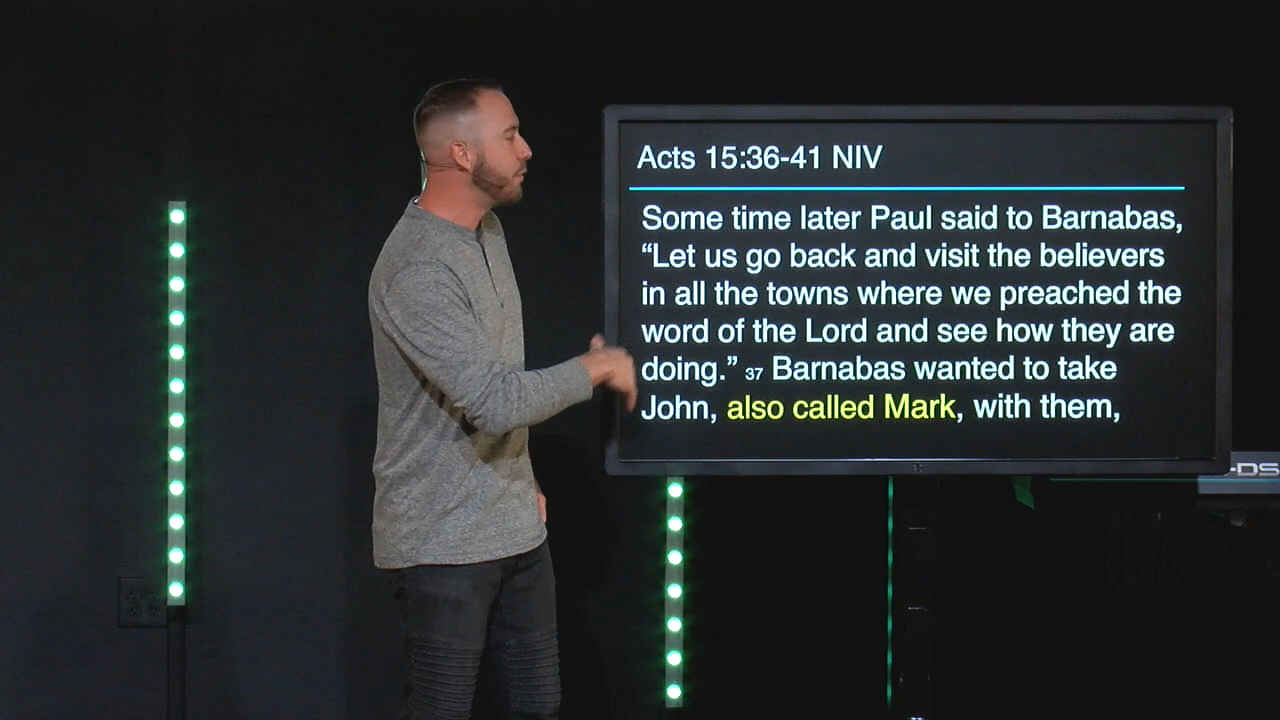 Acts 15:36-41 NIV
Some time later Paul said to Barnabas,
“Let us go back and visit the believers
in all the towns where we preached the
word of the Lord and see how they are
doing.” 37 Barnabas wanted to take
John, also called Mark, with them,
-DS